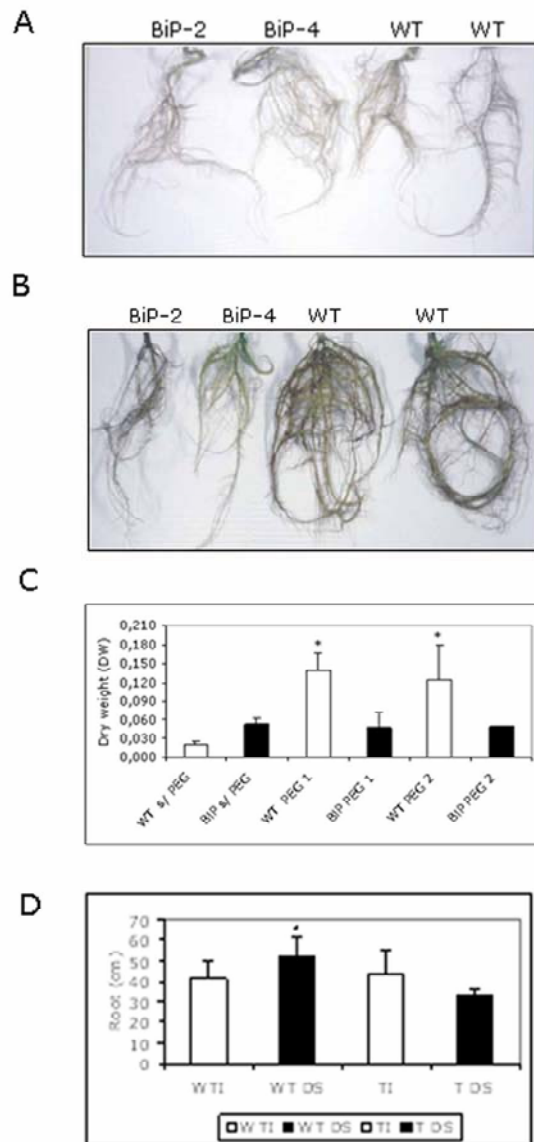 A
BiP-2 BiP-4 WT WT
B
BiP-2 BiP-4 WT WT
C
Dry weight (DW)
0,210
0,180
0,150
0,120
0,090
0,060
0,030
0,000
*
*
WT s/ PEG
BiP s/ PEG
WT PEG 1
BiP PEG 1
WT PEG 2
BiP PEG 2
D
Root (cm)
70
60
50
40
30
20
10
0
WTI WT DS TI T DS
WTI WT DS TI T DS